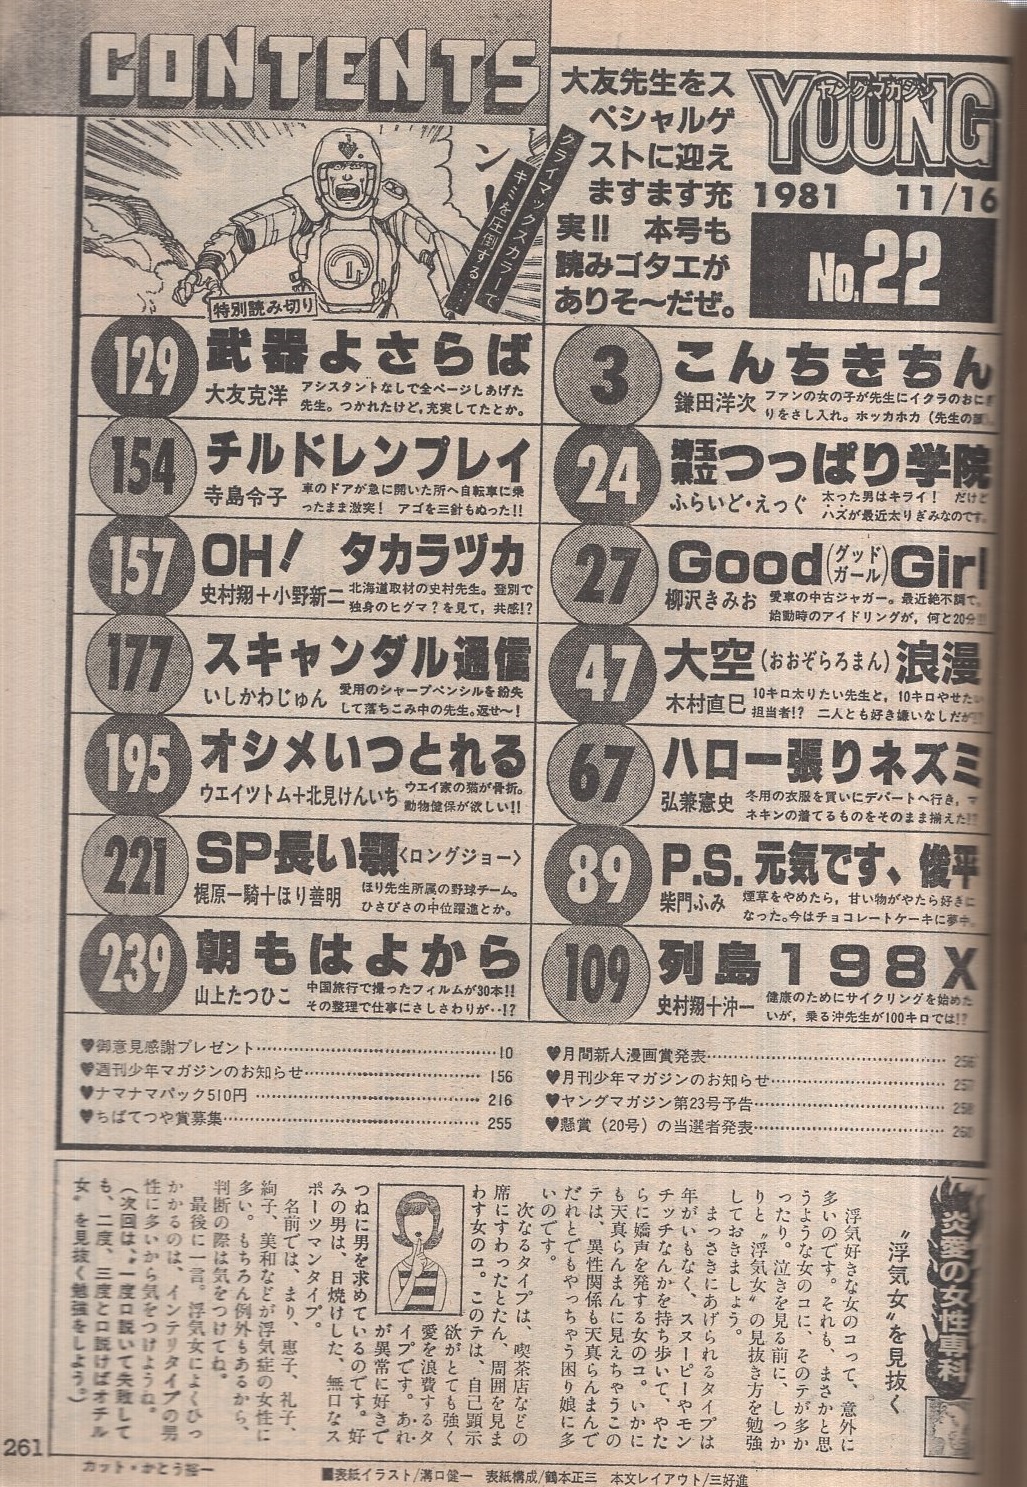 CONTENTS
YOUNG
ヤングマガジン
1981 11/16
No.22
大友先生をス
ペシャルゲ
ストに迎え
ますます充
実!! 本号も
読みゴタエが
ありそ〜だぜ。
クライマックスカラーで
キミを圧倒する…
特別読み切り
3
こんちきちん
鎌田洋次
ファンの女の子が先生にイクラのおにぎ
りをさし入れ。ホッカホカ(先生の
24
埼玉県立つっぱり学院
ふらいど・えっぐ
太った男はキライ! だけど
ハズが最近太りぎみなのです。
27
Good(グッドガール)Girl
柳沢きみお
愛車の中古ジャガー。最近絶不調で、
始動時のアイドリングが,何と20分!!
47
大空(おおぞらろまん)浪漫
木村直巳
10キロ太りたい先生と,10キロやせたい
担当者!? 二人とも好き嫌いなしだが!?
67
ハロー張りネズミ
弘兼憲史
冬用の衣服を買いにデパートへ行き,マ
ネキンの着てるものをそのまま揃えた!?
89
P.S.元気です、俊平
柴門ふみ
煙草をやめたら,甘い物がやたら好きに
なった。今はチョコレートケーキに夢中。
109
列島198X
史村翔+沖一
健康のためにサイクリングを始めた
いが,乗る沖先生が100キロでは!?
129
武器よさらば
大友克洋
アシスタントなしで全ページしあげた
先生。つかれたけど。充実してたとか。
154
チルドレンプレイ
寺島令子
車のドアが急に開いた所へ自転車に乗
ったまま激突! アゴを三針もぬった!!
157
OH! タカラヅカ
史村翔+小野新二
北海道取材の史村先生。登別で
独身のヒグマ?を見て,共感!?
177
スキャンダル通信
いしかわじゅん
愛用のシャープペンシルを紛失
して落ちこみ中の先生。返せ〜!
195
オシメいつとれる
ウエイツトム+北見けんいち
ウエイ家の猫が骨折。
動物健保が欲しい!!
221
SP長い顎〈ロングジョー〉
梶原一騎+ほり善明
ほり先生所属の野球チーム。
ひさびさの中位躍進とか。
239
朝もはよから
山上たつひこ
中国旅行で撮ったフィルムが30本!!
その整理で仕事にさしさわりが‥!?
♥御意見感謝プレゼント……10
♥週刊少年マガジンのお知らせ……156
♥ナマナマパック510円……216
♥ちばてつや賞募集……255
♥月間新人漫画賞発表……256
♥月刊少年マガジンのお知らせ……257
♥ヤングマガジン第23号予告……258
♥懸賞(20号)の当選者発表……260
炎愛の女性専科
〝浮気女〟を見抜く
浮気好きな女のコって、意外に
多いのです。それも、まさかと思
うような女のコに、そのテが多か
ったり。泣きを見る前に、しっか
りと〝浮気女〟の見抜き方を勉強
しておきましょう。
まっさきにあげられるタイプは
年がいもなく、スヌーピーやモン
チッチなんかを持ち歩いて、やた
らに嬌声を発する女のコ。いかに
も天真らんまんに見えちゃうこの
テは、異性関係も天真らんまんで
だれとでもやっちゃう困り娘に多
いのです。
次なるタイプは、喫茶店などの
席にすわったとたん、周囲を見ま
わす女のコ。このテは、自己顕示
欲がとても強く
愛を浪費するタ
イプです。あれ
が異常に好きで
つねに男を求めているのです。好
みの男は、日焼けした、無口なス
ポーツマンタイプ。
名前では、まり、恵子、礼子、
絢子、美和などが浮気症の女性に
多い。もちろん例外もあるから、
判断の際は気をつけてね。
最後に一言。浮気女によくひっ
かかるのは、インテリタイプの男
性に多いから気をつけようね。
(次回は、〝一度口説いて失敗して
も、二度、三度と口説けばオチル
女〟を見抜く勉強をしよう。)
261
カット・かとう裕一
■表紙イラスト/溝口健一 表紙構成/鶴本正三 本文レイアウト/三好進